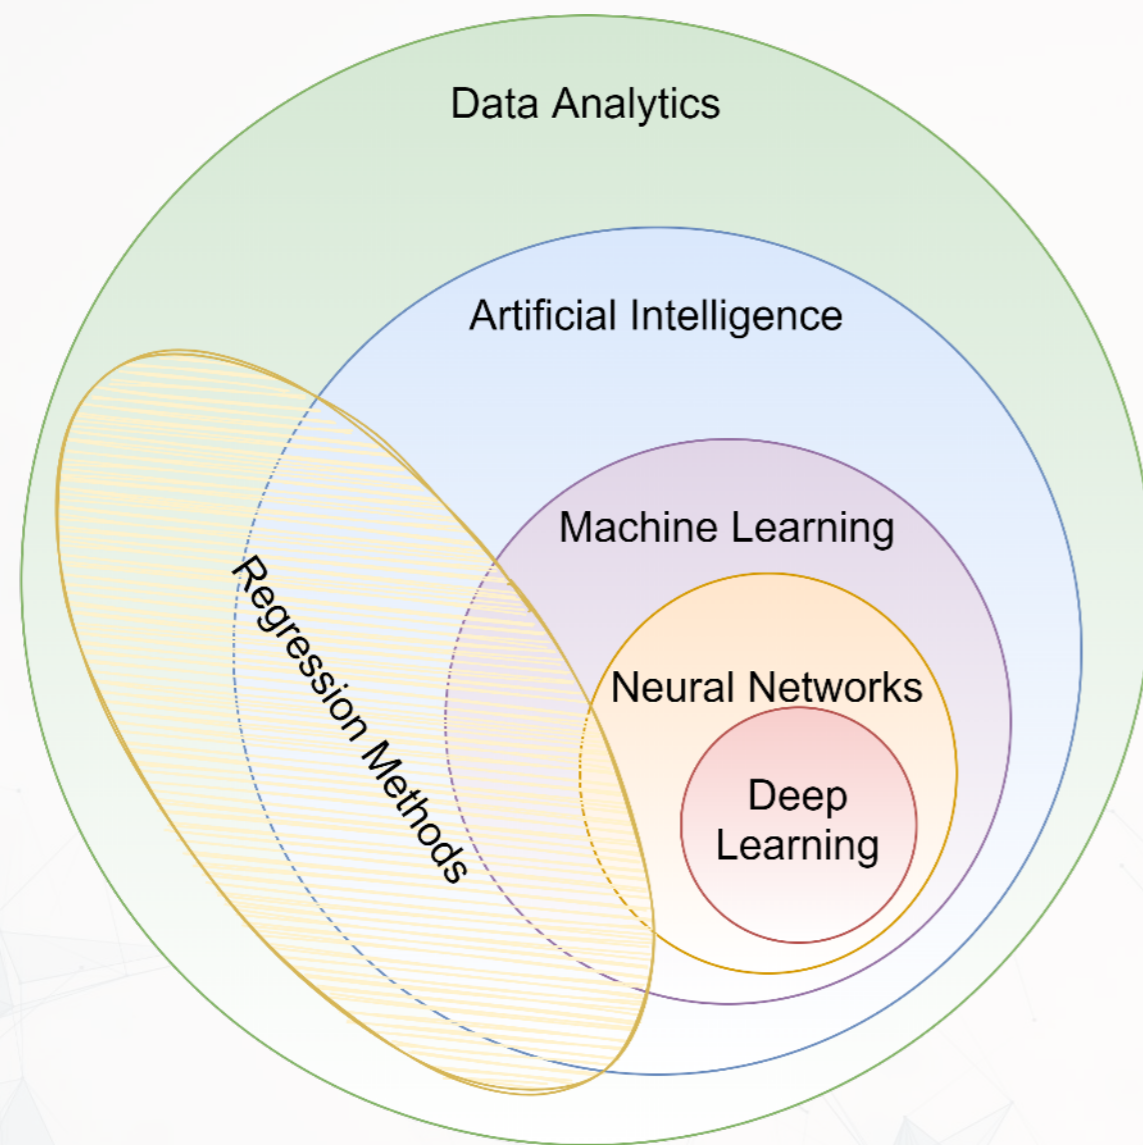 Data Analytics
Artificial Intelligence
Machine Learning
Regression Methods
Neural Networks
Deep
Learning